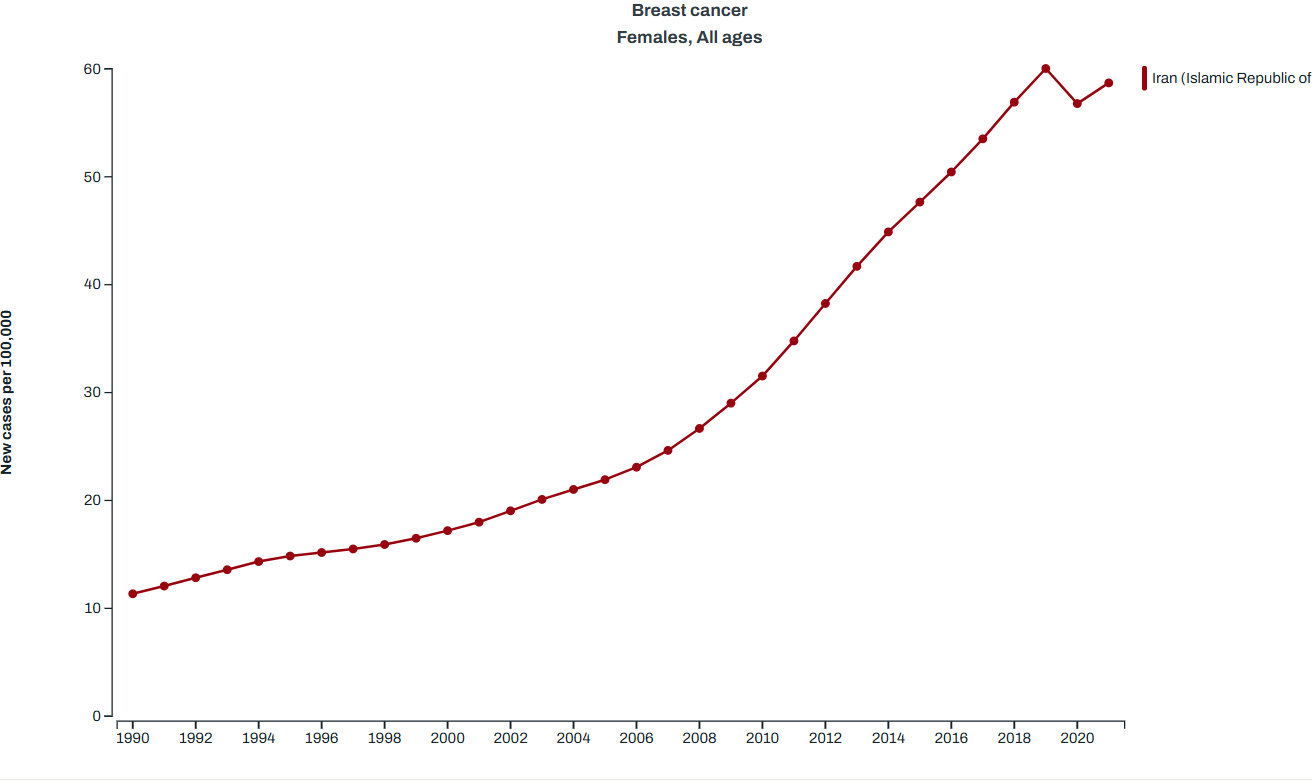 Breast cancer
Females, All ages
Iran (Islamic Republic of
New cases per 100,000
60
50
40
30
20
10
0
1990 1992 1994 1996 1998 2000 2002 2004 2006 2008 2010 2012 2014 2016 2018 2020